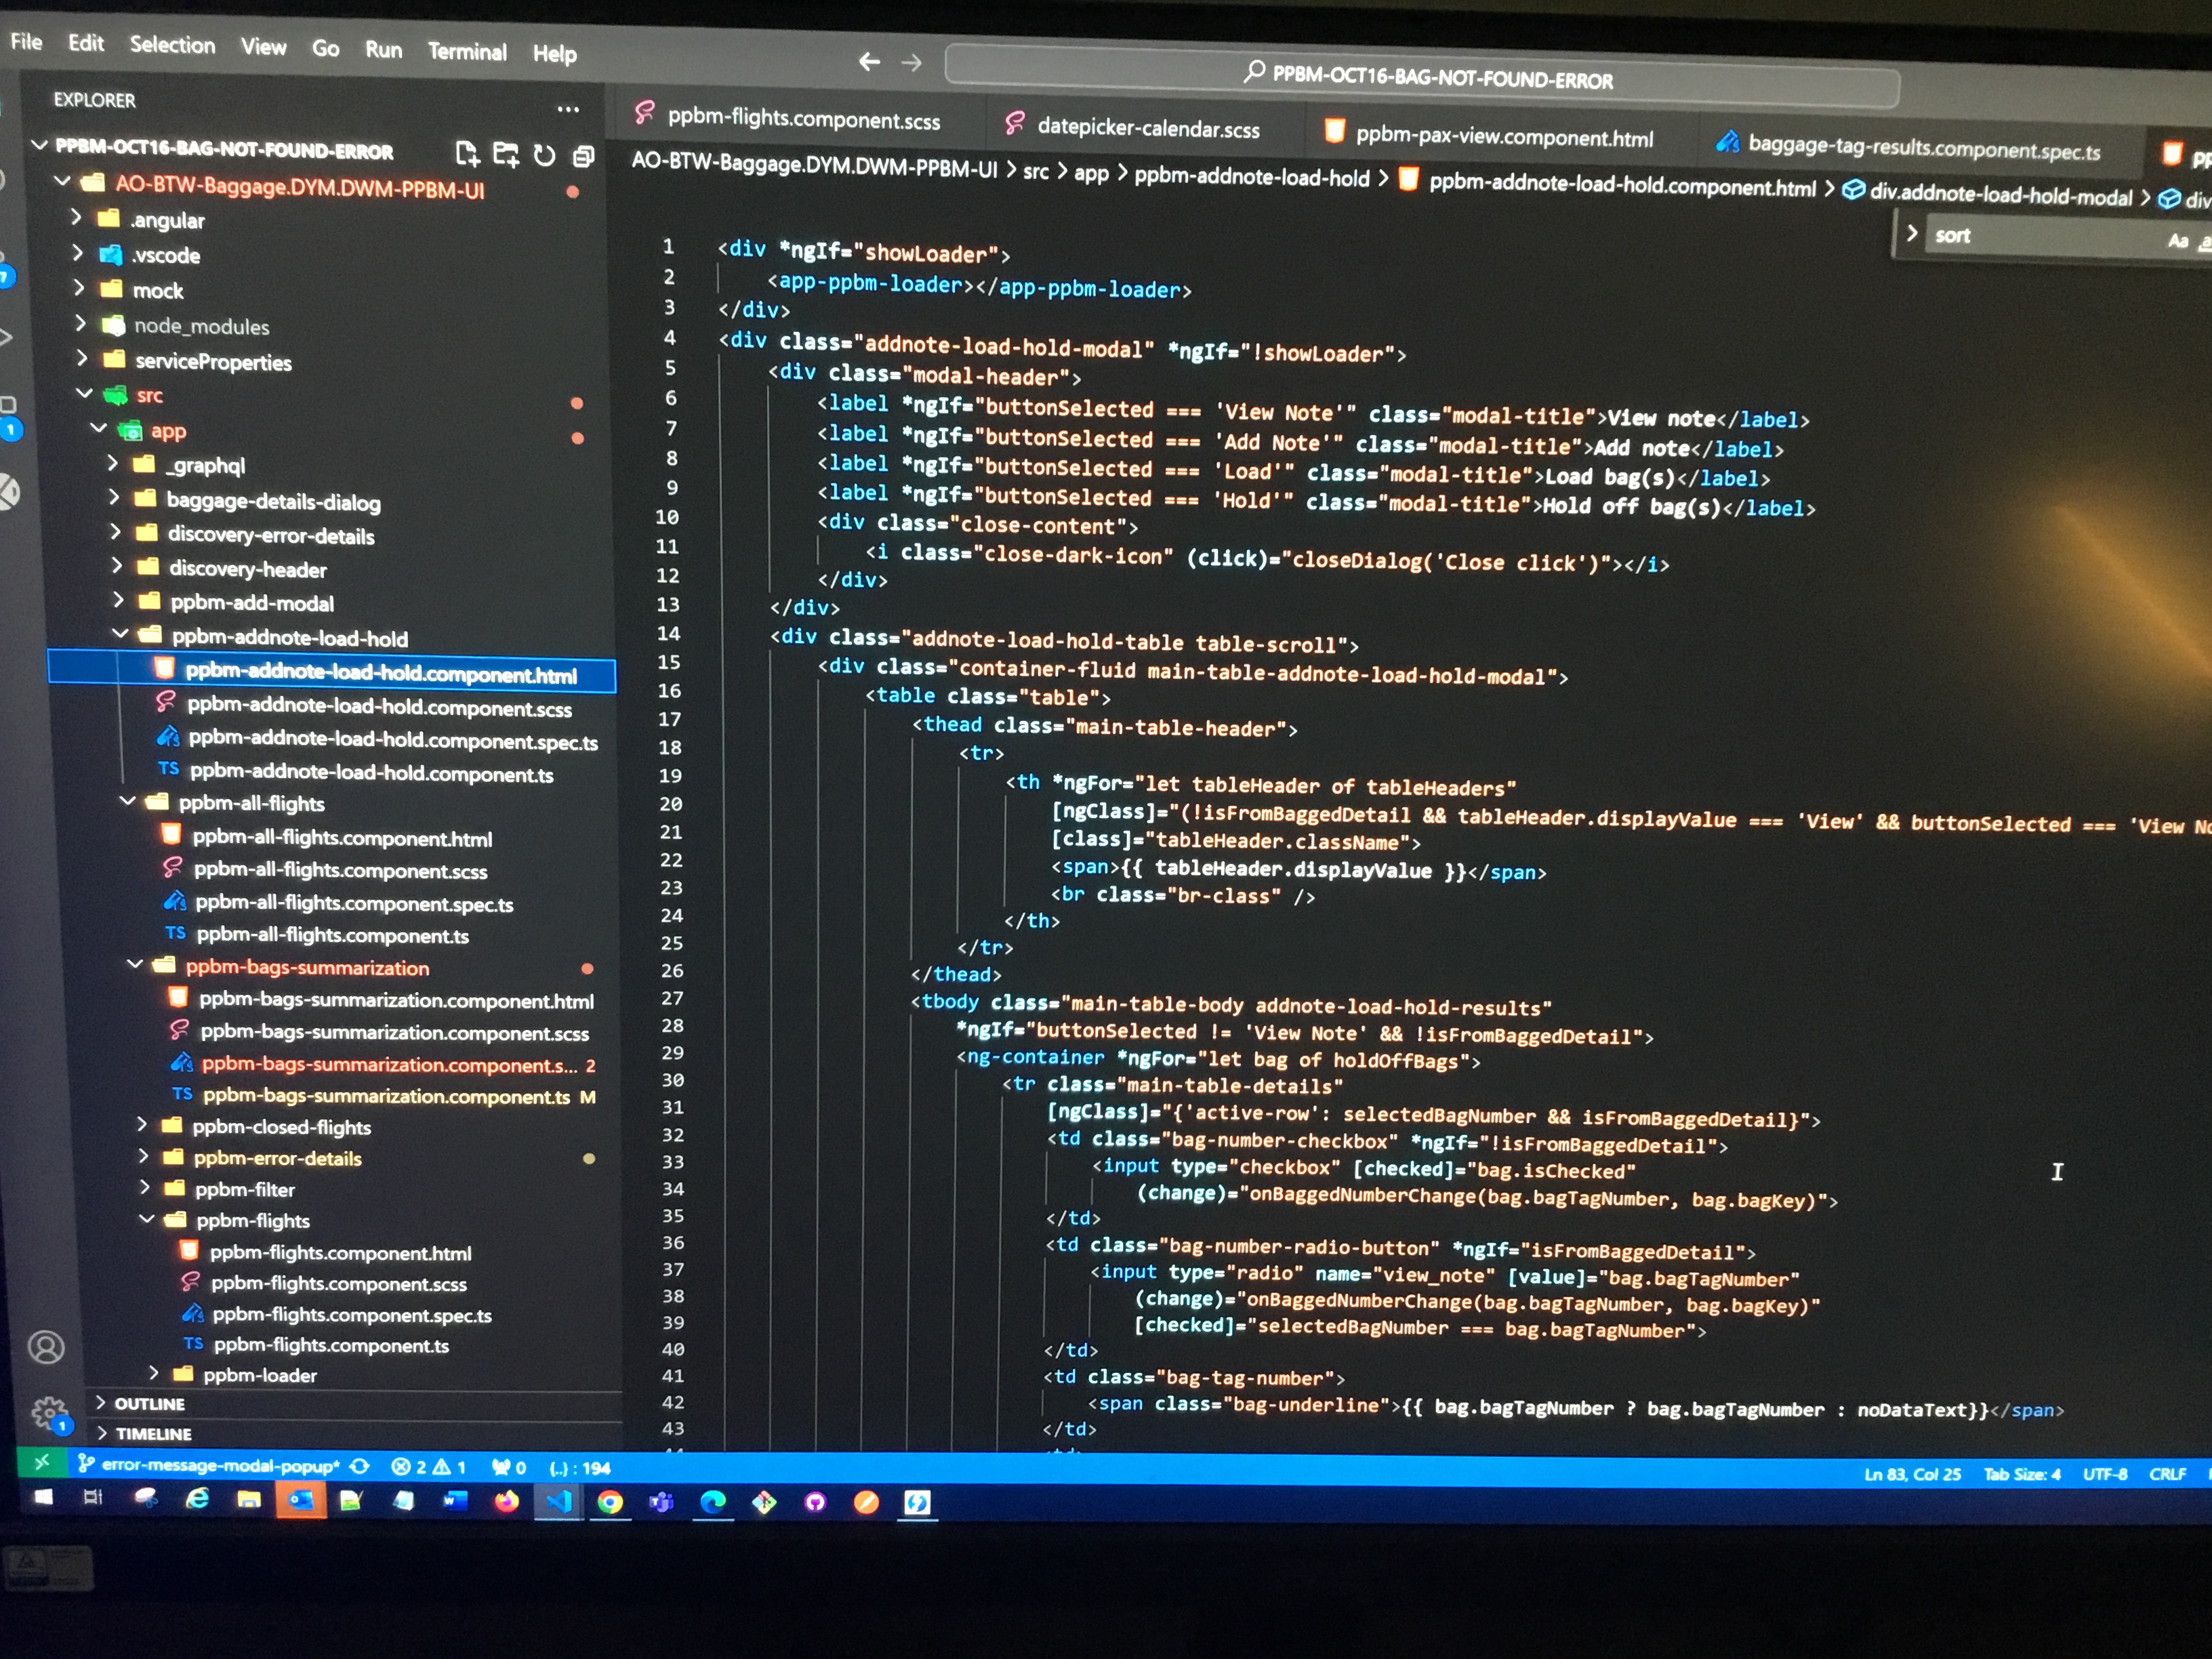 File Edit Selection View Go Run Terminal Help
PPBM-OCT16-BAG-NOT-FOUND-ERROR
EXPLORER
PPBM-OCT16-BAG-NOT-FOUND-ERROR
AO-BTW-Baggage.DYM.DWM-PPBM-UI
.angular
.vscode
mock
node_modules
serviceProperties
src
app
_graphql
baggage-details-dialog
discovery-error-details
discovery-header
ppbm-add-modal
ppbm-addnote-load-hold
ppbm-addnote-load-hold.component.html
ppbm-addnote-load-hold.component.scss
ppbm-addnote-load-hold.component.spec.ts
TS ppbm-addnote-load-hold.component.ts
ppbm-all-flights
ppbm-all-flights.component.html
ppbm-all-flights.component.scss
ppbm-all-flights.component.spec.ts
TS ppbm-all-flights.component.ts
ppbm-bags-summarization
ppbm-bags-summarization.component.html
ppbm-bags-summarization.component.scss
ppbm-bags-summarization.component.s... 2
TS ppbm-bags-summarization.component.ts M
ppbm-closed-flights
ppbm-error-details
ppbm-filter
ppbm-flights
ppbm-flights.component.html
ppbm-flights.component.scss
ppbm-flights.component.spec.ts
TS ppbm-flights.component.ts
ppbm-loader
OUTLINE
TIMELINE
7
1
1
ppbm-flights.component.scss datepicker-calendar.scss ppbm-pax-view.component.html baggage-tag-results.component.spec.ts pp
AO-BTW-Baggage.DYM.DWM-PPBM-UI > src > app > ppbm-addnote-load-hold > ppbm-addnote-load-hold.component.html > div.addnote-load-hold-modal > div
sort Aa
1 <div *ngIf="showLoader">
2 <app-ppbm-loader></app-ppbm-loader>
3 </div>
4 <div class="addnote-load-hold-modal" *ngIf="!showLoader">
5 <div class="modal-header">
6 <label *ngIf="buttonSelected === 'View Note'" class="modal-title">View note</label>
7 <label *ngIf="buttonSelected === 'Add Note'" class="modal-title">Add note</label>
8 <label *ngIf="buttonSelected === 'Load'" class="modal-title">Load bag(s)</label>
9 <label *ngIf="buttonSelected === 'Hold'" class="modal-title">Hold off bag(s)</label>
10 <div class="close-content">
11 <i class="close-dark-icon" (click)="closeDialog('Close click')"></i>
12 </div>
13 </div>
14 <div class="addnote-load-hold-table table-scroll">
15 <div class="container-fluid main-table-addnote-load-hold-modal">
16 <table class="table">
17 <thead class="main-table-header">
18 <tr>
19 <th *ngFor="let tableHeader of tableHeaders"
20 [ngClass]="(!isFromBaggedDetail && tableHeader.displayValue === 'View' && buttonSelected === 'View No
21 [class]="tableHeader.className">
22 <span>{{ tableHeader.displayValue }}</span>
23 <br class="br-class" />
24 </th>
25 </tr>
26 </thead>
27 <tbody class="main-table-body addnote-load-hold-results"
28 *ngIf="buttonSelected != 'View Note' && !isFromBaggedDetail">
29 <ng-container *ngFor="let bag of holdOffBags">
30 <tr class="main-table-details"
31 [ngClass]="{'active-row': selectedBagNumber && isFromBaggedDetail}">
32 <td class="bag-number-checkbox" *ngIf="!isFromBaggedDetail">
33 <input type="checkbox" [checked]="bag.isChecked"
34 (change)="onBaggedNumberChange(bag.bagTagNumber, bag.bagKey)">
35 </td>
36 <td class="bag-number-radio-button" *ngIf="isFromBaggedDetail">
37 <input type="radio" name="view_note" [value]="bag.bagTagNumber"
38 (change)="onBaggedNumberChange(bag.bagTagNumber, bag.bagKey)"
39 [checked]="selectedBagNumber === bag.bagTagNumber">
40 </td>
41 <td class="bag-tag-number">
42 <span class="bag-underline">{{ bag.bagTagNumber ? bag.bagTagNumber : noDataText}}</span>
43 </td>
error-message-modal-popup* 2 1 0 {..} : 194 Ln 83, Col 25 Tab Size: 4 UTF-8 CRLF